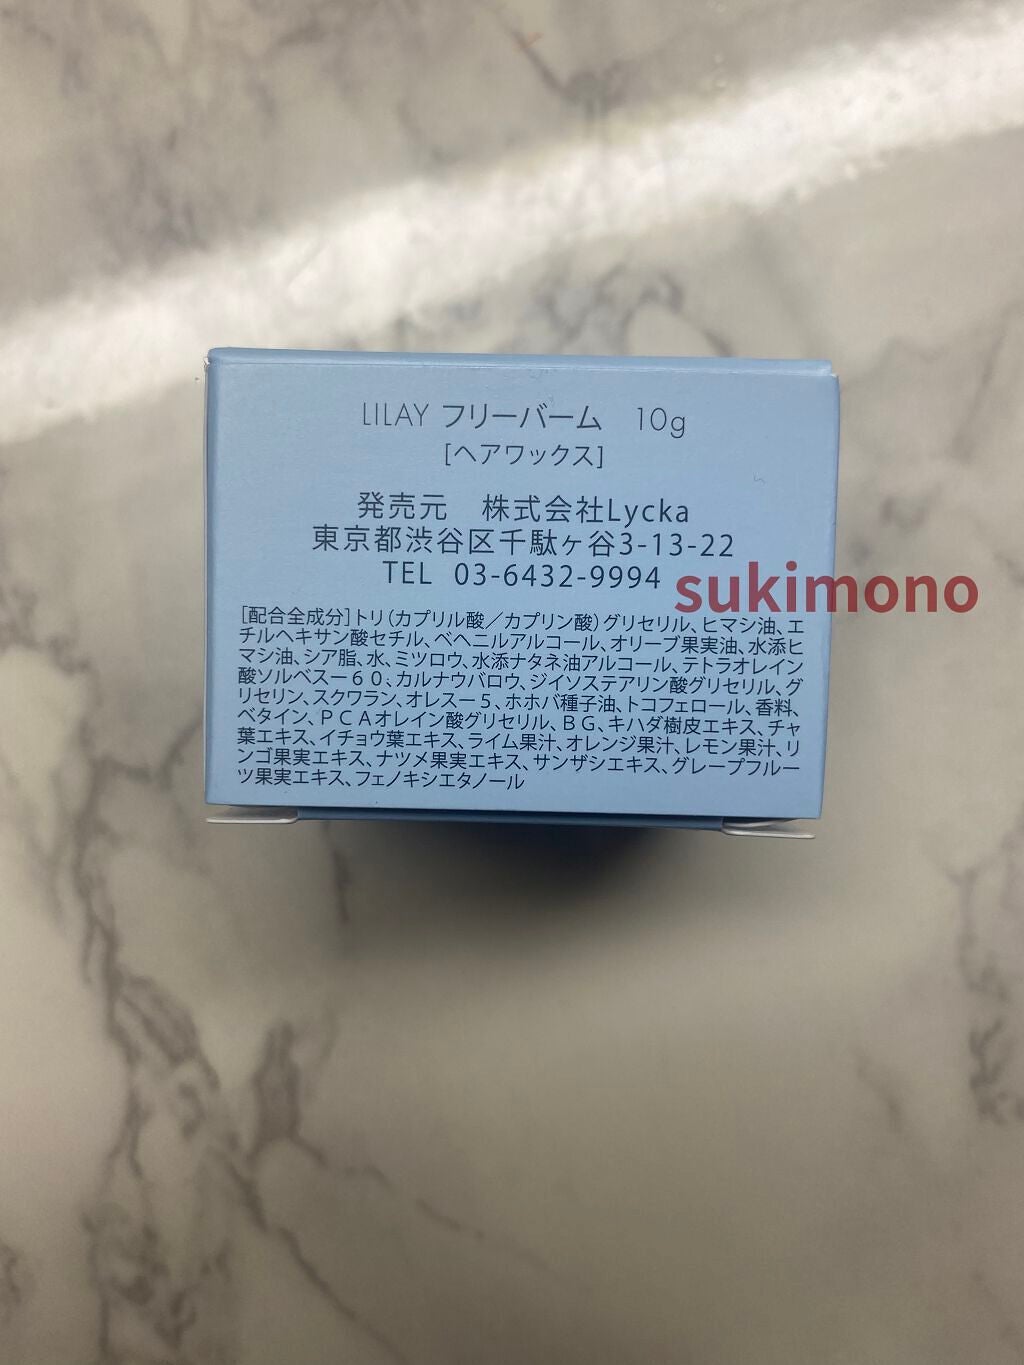 LILAY フリーバーム 10g
[ヘアワックス]
発売元 株式会社Lycka
東京都渋谷区千駄ヶ谷3-13-22
TEL 03-6432-9994
sukimono
[配合全成分]トリ(カプリル酸／カプリン酸)グリセリル、ヒマシ油、エ
チルヘキサン酸セチル、ベヘニルアルコール、オリーブ果実油、水添ヒ
マシ油、シア脂、水、ミツロウ、水添ナタネ油アルコール、テトラオレイン
酸ソルベスー６０、カルナウバロウ、ジイソステアリン酸グリセリル、グ
リセリン、スクワラン、オレスー５、ホホバ種子油、トコフェロール、香料、
ベタイン、ＰＣＡオレイン酸グリセリル、ＢＧ、キハダ樹皮エキス、チャ
葉エキス、イチョウ葉エキス、ライム果汁、オレンジ果汁、レモン果汁、リ
ンゴ果実エキス、ナツメ果実エキス、サンザシエキス、グレープフルー
ツ果実エキス、フェノキシエタノール